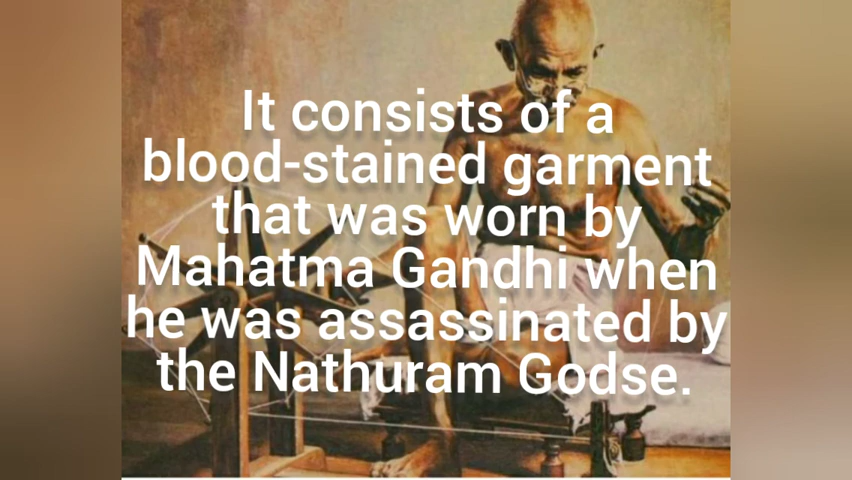 It consists of a
blood-stained garment
that was worn by
Mahatma Gandhi when
he was assassinated by
the Nathuram Godse.